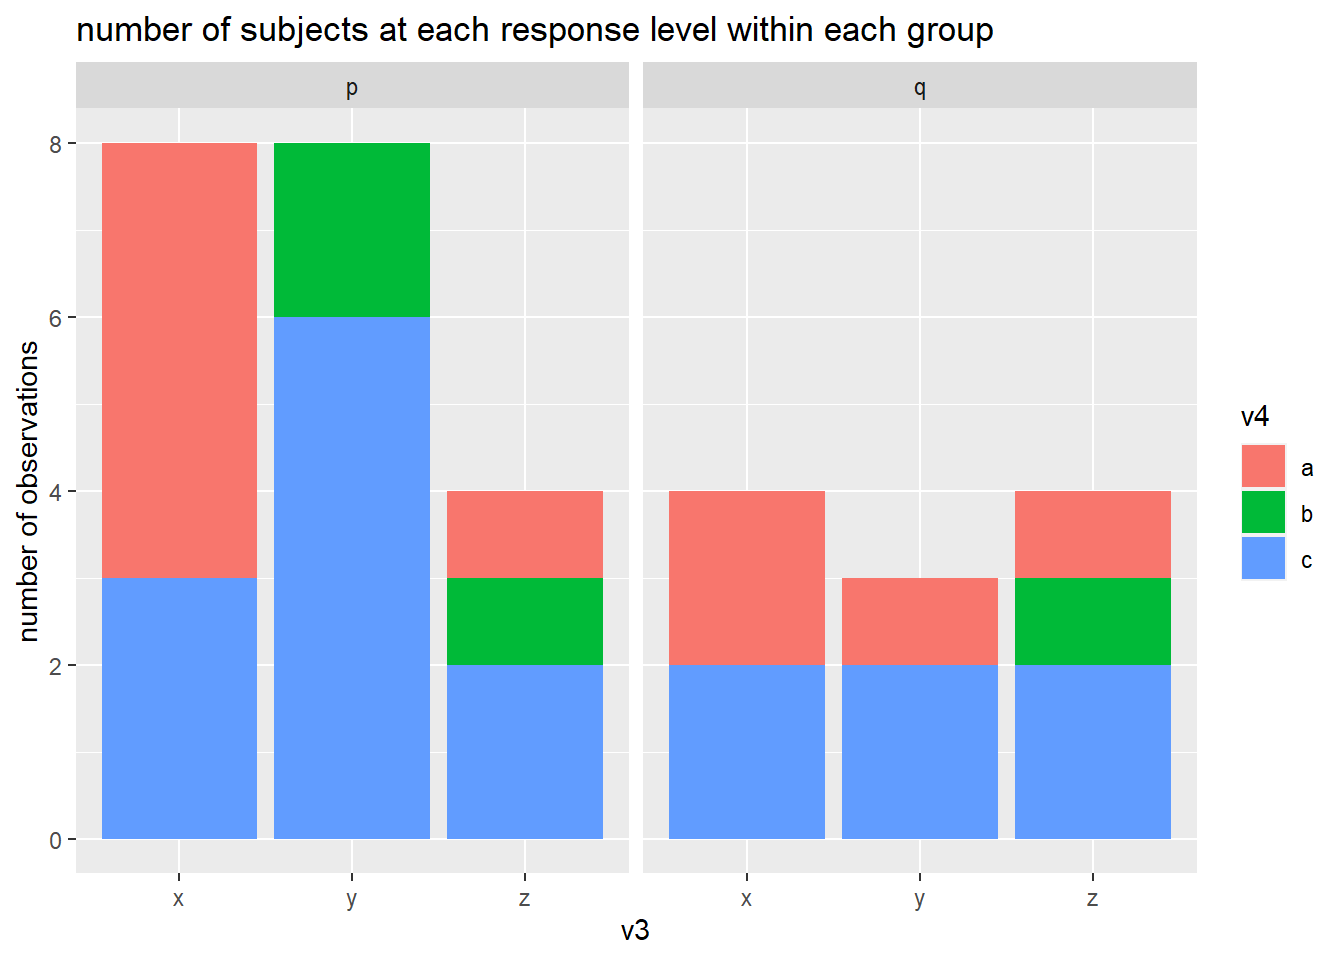 number of subjects at each response level within each group
p
q
number of observations
8
6
4
2
0
x
y
z
x
y
z
v3
v4
a
b
c